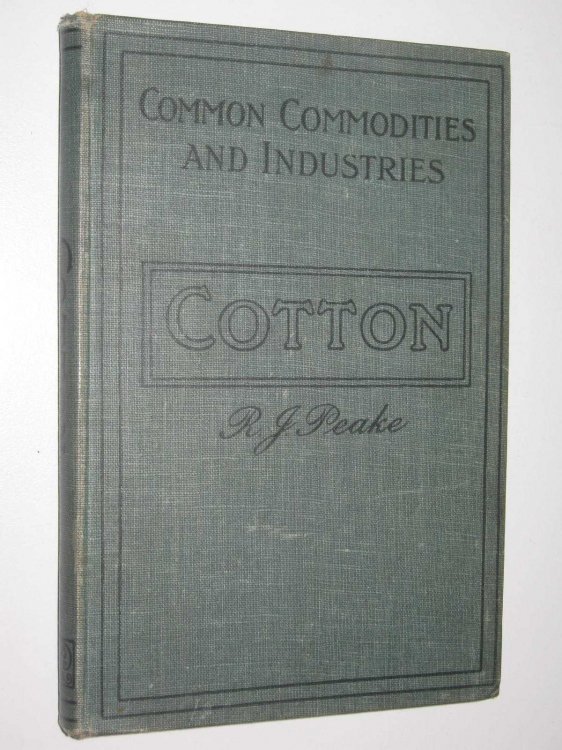 COMMON COMMODITIES
AND INDUSTRIES
COTTON
R. J. Peake